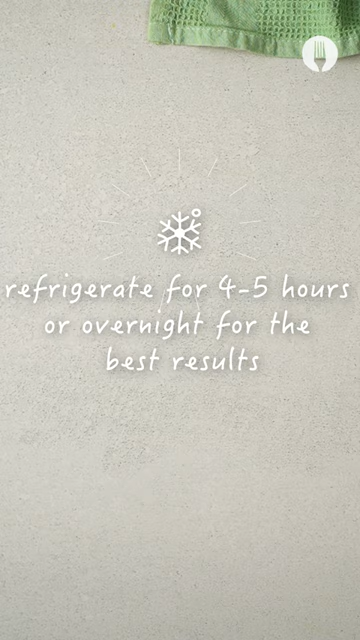 refrigerate for 4-5 hours
or overnight for the
best results